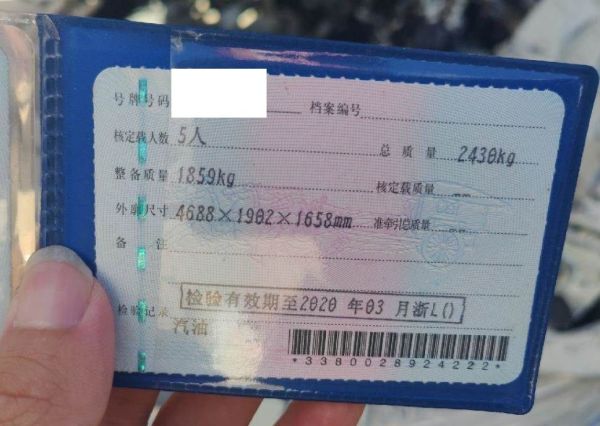 号牌号码 档案编号
核定载人数 5人 总质量 2430kg
整备质量 1859kg 核定载质量 --
外廓尺寸 4688×1902×1658mm 准牵引总质量 --
备注
检验记录 检验有效期至2020年03月浙L()
汽油
*3380028924222*